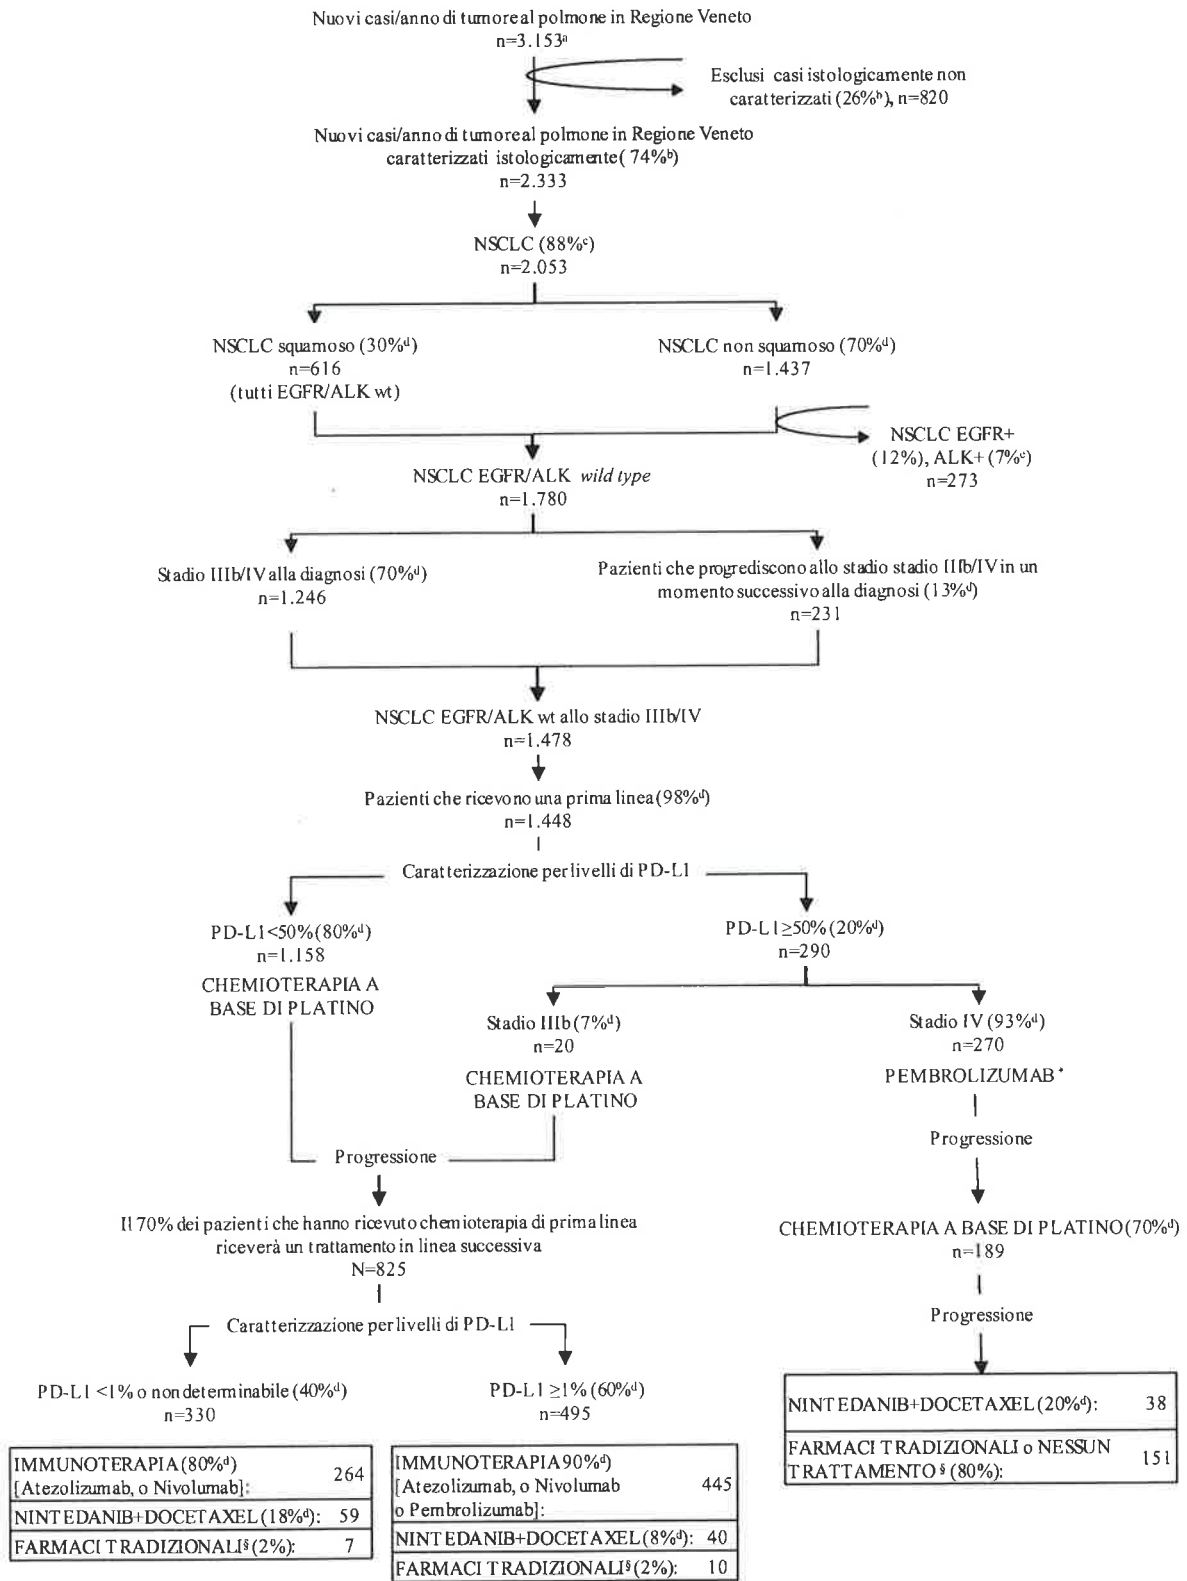 Nuovi casi/anno di tumore al polmone in Regione Veneto
n=3.153ᵃ
Esclusi casi istologicamente non
caratterizzati (26%ᵇ), n=820
Nuovi casi/anno di tumore al polmone in Regione Veneto
caratterizzati istologicamente (74%ᵇ)
n=2.333
NSCLC (88%ᶜ)
n=2.053
NSCLC squamoso (30%ᵈ)
n=616
(tutti EGFR/ALK wt)
NSCLC non squamoso (70%ᵈ)
n=1.437
NSCLC EGFR+
(12%), ALK+ (7%ᶜ)
n=273
NSCLC EGFR/ALK wild type
n=1.780
Stadio IIIb/IV alla diagnosi (70%ᵈ)
n=1.246
Pazienti che progrediscono allo stadio stadio IIIb/IV in un
momento successivo alla diagnosi (13%ᵈ)
n=231
NSCLC EGFR/ALK wt allo stadio IIIb/IV
n=1.478
Pazienti che ricevono una prima linea (98%ᵈ)
n=1.448
Caratterizzazione per livelli di PD-L1
PD-L1<50% (80%ᵈ)
n=1.158
CHEMIOTERAPIA A
BASE DI PLATINO
PD-L1≥50% (20%ᵈ)
n=290
Stadio IIIb (7%ᵈ)
n=20
CHEMIOTERAPIA A
BASE DI PLATINO
Stadio IV (93%ᵈ)
n=270
PEMBROLIZUMAB*
Progressione
Progressione
Il 70% dei pazienti che hanno ricevuto chemioterapia di prima linea
riceverà un trattamento in linea successiva
N=825
CHEMIOTERAPIA A BASE DI PLATINO (70%ᵈ)
n=189
Progressione
Caratterizzazione per livelli di PD-L1
PD-L1 <1% o non determinabile (40%ᵈ)
n=330
PD-L1 ≥1% (60%ᵈ)
n=495
IMMUNOTERAPIA (80%ᵈ)
[Atezolizumab, o Nivolumab]: 264
NINTEDANIB+DOCETAXEL (18%ᵈ): 59
FARMACI TRADIZIONALI§ (2%): 7
IMMUNOTERAPIA 90%ᵈ)
[Atezolizumab, o Nivolumab
o Pembrolizumab]: 445
NINTEDANIB+DOCETAXEL (8%ᵈ): 40
FARMACI TRADIZIONALI§ (2%): 10
NINTEDANIB+DOCETAXEL (20%ᵈ): 38
FARMACI TRADIZIONALI o NESSUN
TRATTAMENTO§ (80%): 151